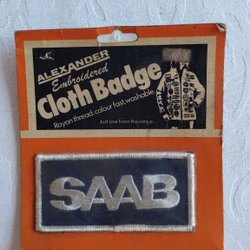 ALEXANDER
Embroidered
Cloth Badge
Rayon thread, colour fast, washable.
Just one from the range...
SAAB